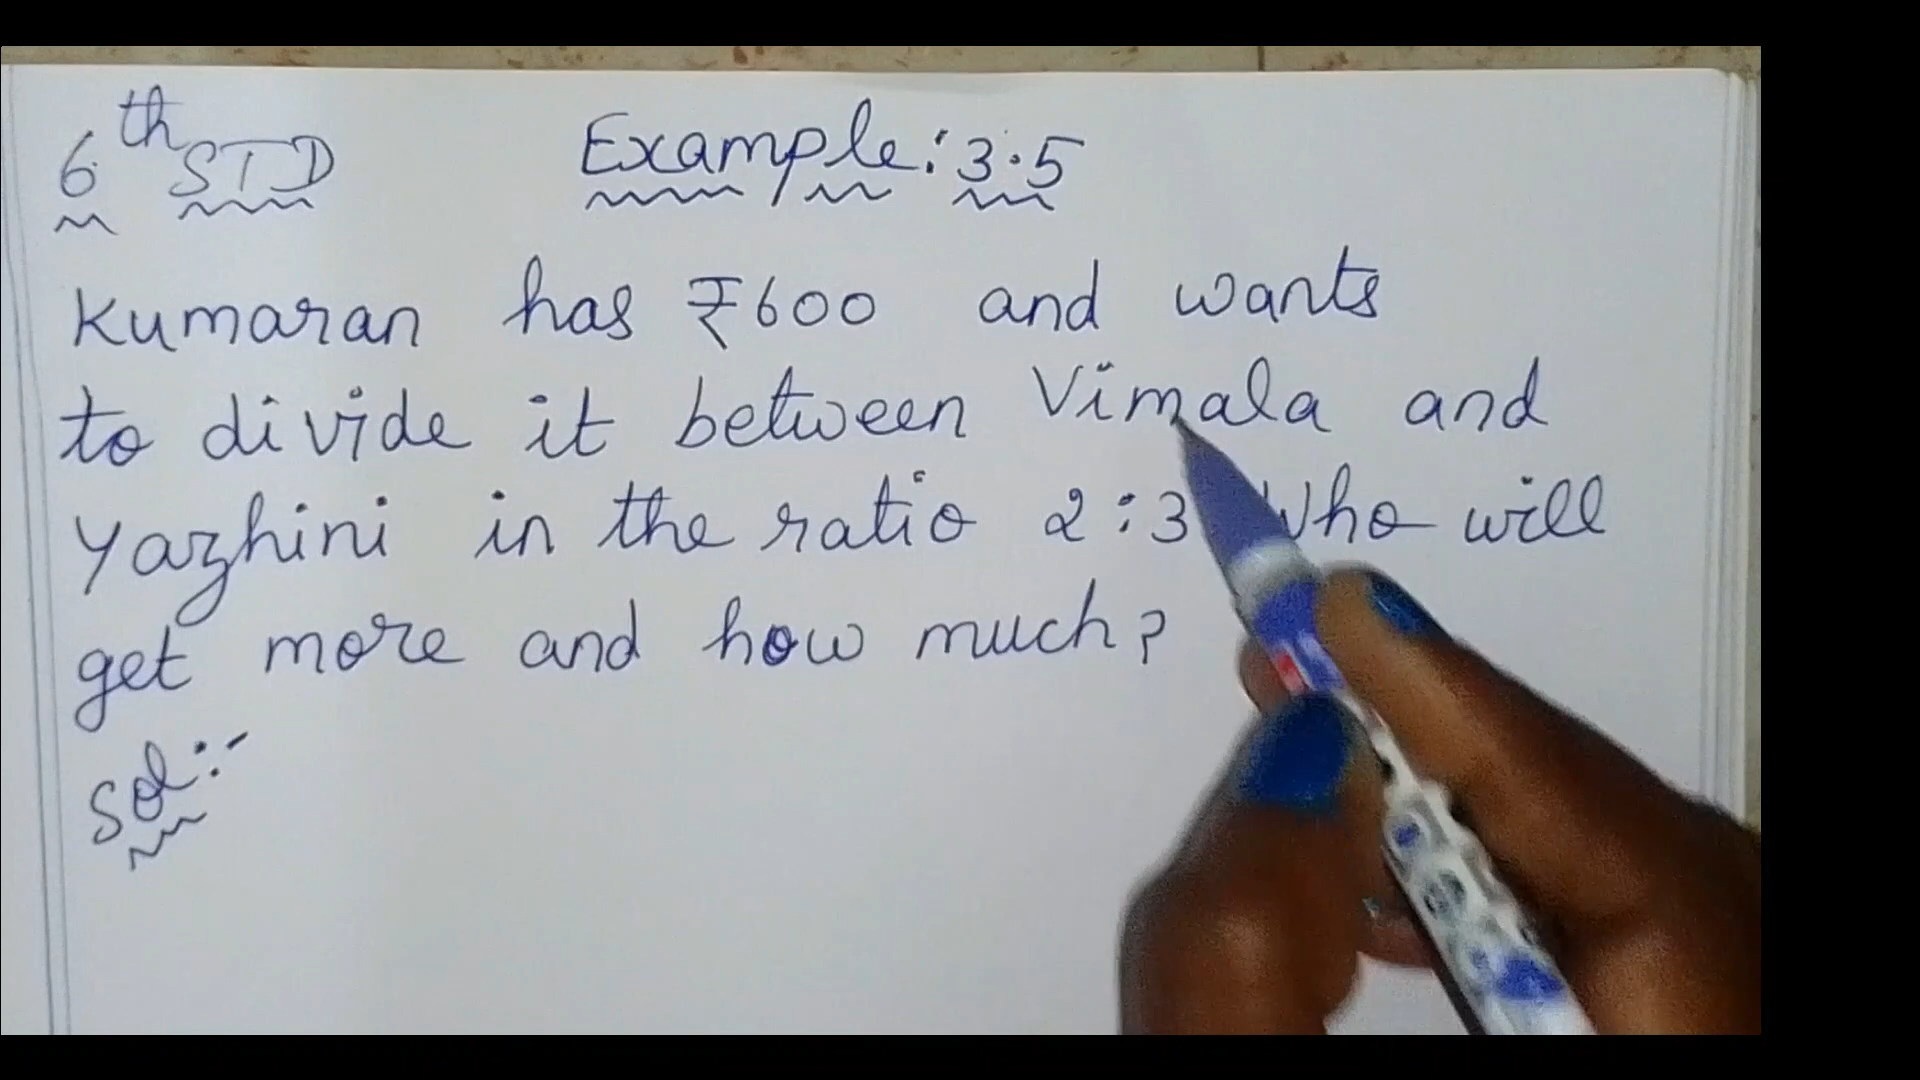 6th STD
Example: 3.5
Kumaran has ₹600 and wants
to divide it between Vimala and
Yazhini in the ratio 2:3 Who will
get more and how much?
Sol:-